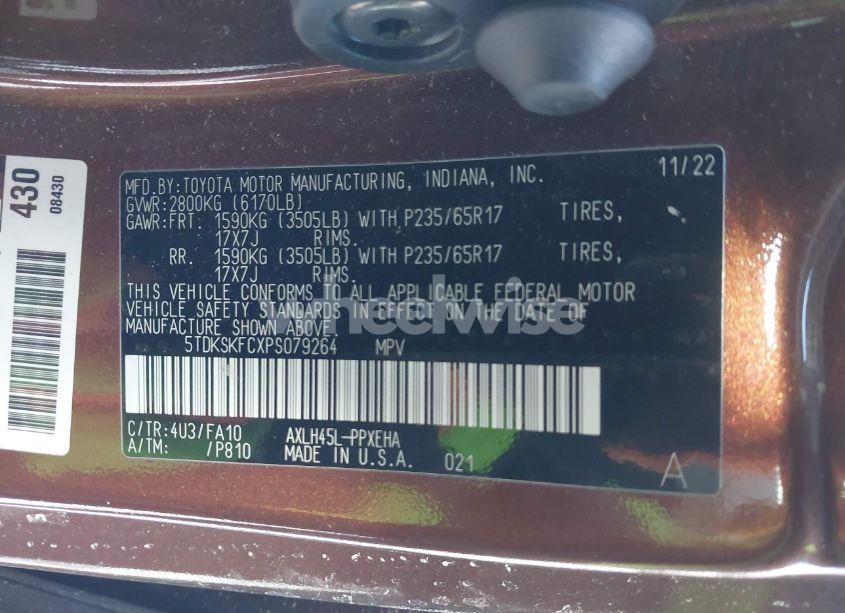 MFD.BY:TOYOTA MOTOR MANUFACTURING, INDIANA, INC. 11/22
GVWR:2800KG (6170LB)
GAWR:FRT. 1590KG (3505LB) WITH P235/65R17 TIRES,
17X7J RIMS.
RR. 1590KG (3505LB) WITH P235/65R17 TIRES,
17X7J RIMS.
THIS VEHICLE CONFORMS TO ALL APPLICABLE FEDERAL MOTOR
VEHICLE SAFETY STANDARDS IN EFFECT ON THE DATE OF
MANUFACTURE SHOWN ABOVE.
5TDKSKFCXPS079264 MPV
C/TR:4U3/FA10 AXLH45L-PPXEHA
A/TM: /P810 MADE IN U.S.A. 021
A
430
08430
wheelwise